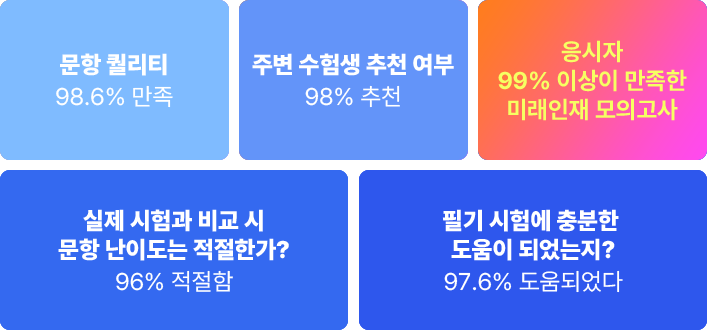 문항 퀄리티
98.6% 만족
주변 수험생 추천 여부
98% 추천
응시자
99% 이상이 만족한
미래인재 모의고사
실제 시험과 비교 시
문항 난이도는 적절한가?
96% 적절함
필기 시험에 충분한
도움이 되었는지?
97.6% 도움되었다